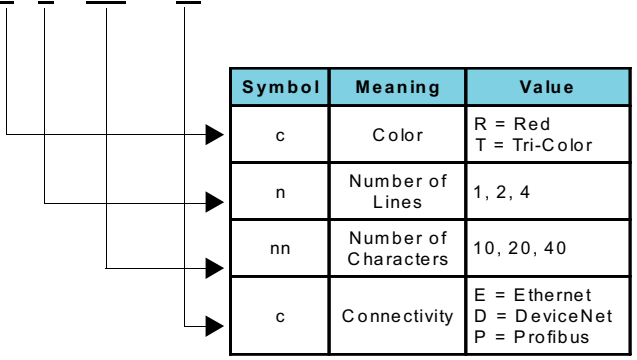 Symbol Meaning Value
c Color R = Red
T = Tri-Color
n Number of
Lines 1, 2, 4
nn Number of
Characters 10, 20, 40
c Connectivity E = Ethernet
D = DeviceNet
P = Profibus